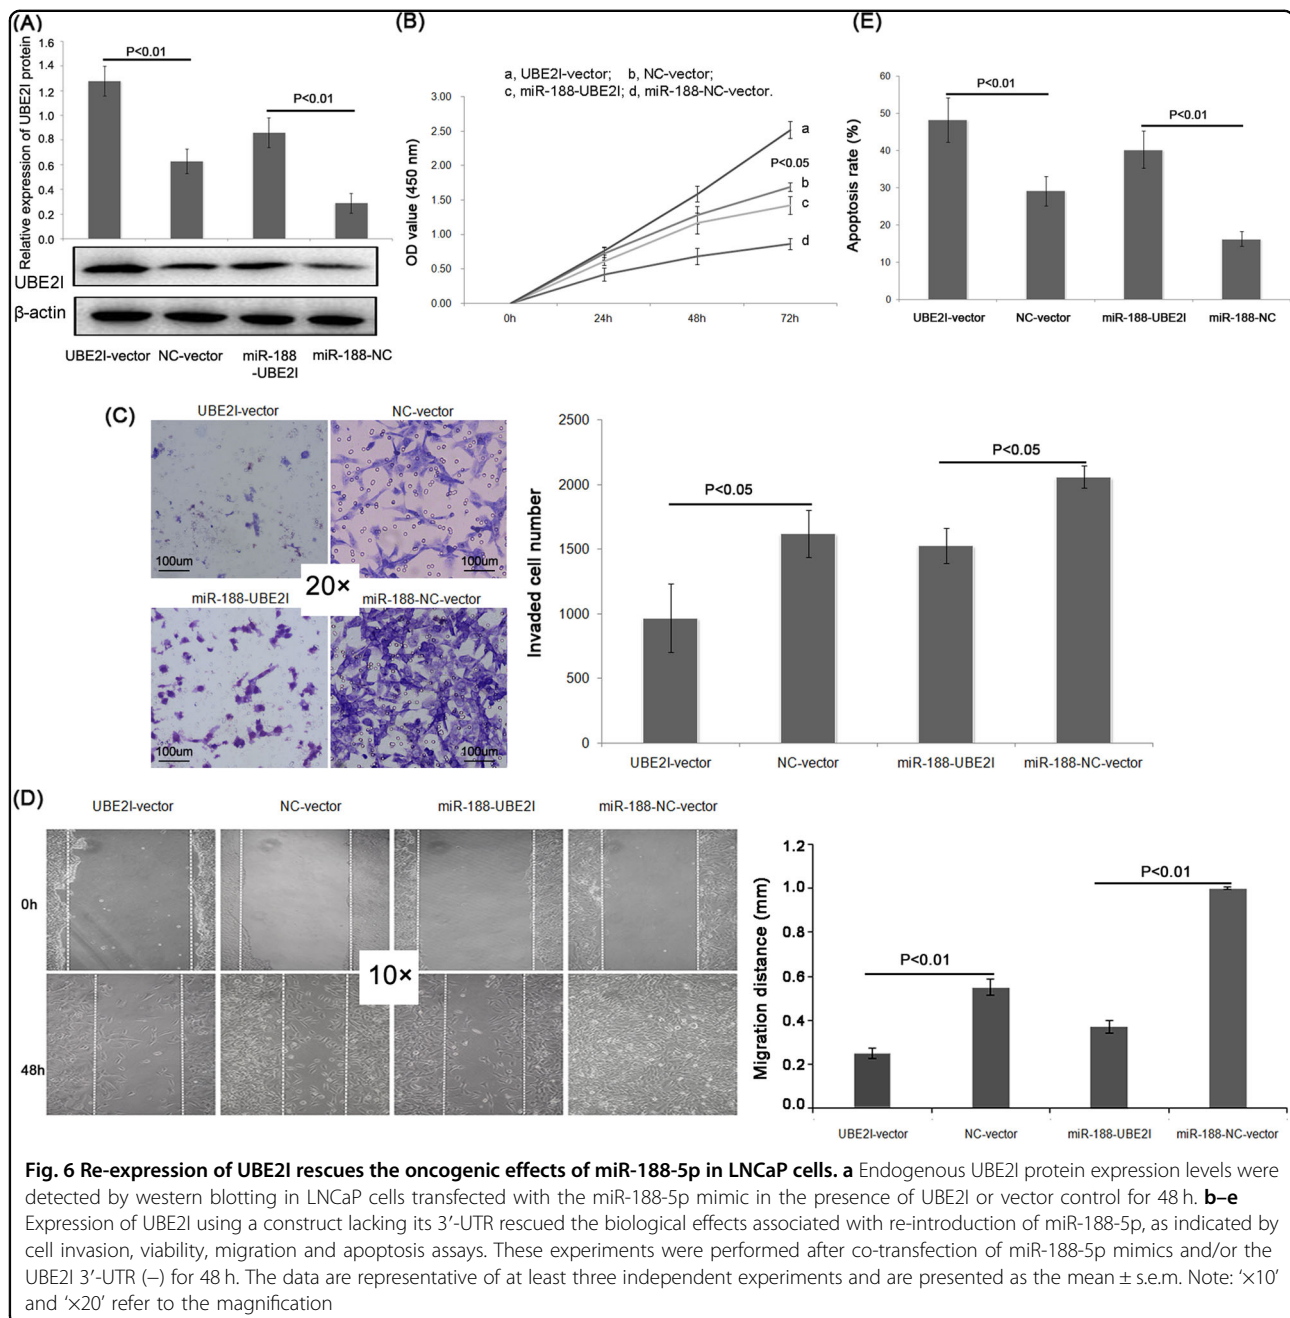 (A)
Relative expression of UBE2I protein
1.6
1.4
1.2
1.0
0.8
0.6
0.4
0.2
0.0
P<0.01
P<0.01
UBE2I
β-actin
UBE2I-vector NC-vector miR-188 miR-188-NC
-UBE2I
(B)
a, UBE2I-vector; b, NC-vector;
c, miR-188-UBE2I; d, miR-188-NC-vector.
OD value (450 nm)
3.00
2.50
2.00
1.50
1.00
0.50
0.00
a
P<0.05
b
c
d
0h 24h 48h 72h
(E)
Apoptosis rate (%)
60
50
40
30
20
10
0
P<0.01
P<0.01
UBE2I-vector NC-vector miR-188-UBE2I miR-188-NC
(C)
UBE2I-vector NC-vector
100um 100um
20×
miR-188-UBE2I miR-188-NC-vector
100um 100um
Invaded cell number
2500
2000
1500
1000
500
0
P<0.05
P<0.05
UBE2I-vector NC-vector miR-188-UBE2I miR-188-NC-vector
(D)
UBE2I-vector NC-vector miR-188-UBE2I miR-188-NC-vector
0h
10×
48h
Migration distance (mm)
1.2
1.0
0.8
0.6
0.4
0.2
0.0
P<0.01
P<0.01
UBE2I-vector NC-vector miR-188-UBE2I miR-188-NC-vector
Fig. 6 Re-expression of UBE2I rescues the oncogenic effects of miR-188-5p in LNCaP cells. a Endogenous UBE2I protein expression levels were
detected by western blotting in LNCaP cells transfected with the miR-188-5p mimic in the presence of UBE2I or vector control for 48 h. b–e
Expression of UBE2I using a construct lacking its 3′-UTR rescued the biological effects associated with re-introduction of miR-188-5p, as indicated by
cell invasion, viability, migration and apoptosis assays. These experiments were performed after co-transfection of miR-188-5p mimics and/or the
UBE2I 3′-UTR (−) for 48 h. The data are representative of at least three independent experiments and are presented as the mean ± s.e.m. Note: ‘×10’
and ‘×20’ refer to the magnification